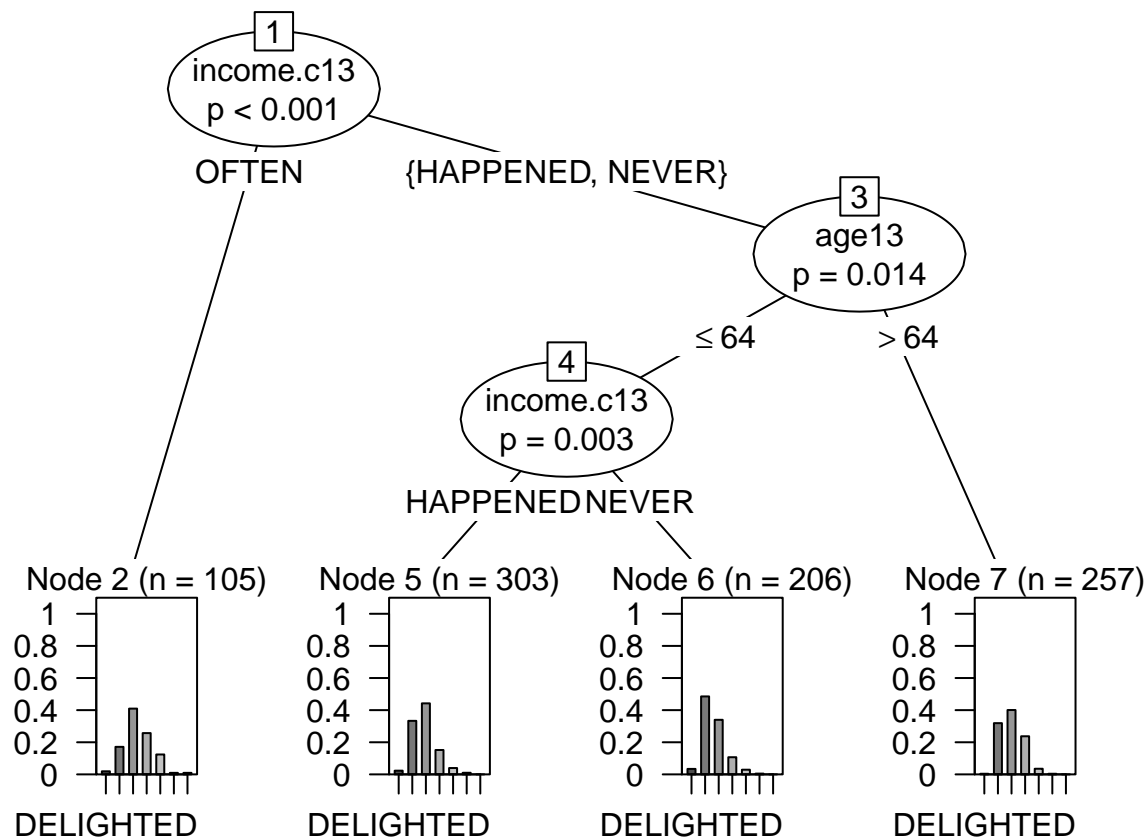 1
income.c13
p < 0.001
OFTEN
{HAPPENED, NEVER}
3
age13
p = 0.014
≤ 64
> 64
4
income.c13
p = 0.003
HAPPENED
NEVER
Node 2 (n = 105)
1
0.8
0.6
0.4
0.2
0
DELIGHTED
Node 5 (n = 303)
1
0.8
0.6
0.4
0.2
0
DELIGHTED
Node 6 (n = 206)
1
0.8
0.6
0.4
0.2
0
DELIGHTED
Node 7 (n = 257)
1
0.8
0.6
0.4
0.2
0
DELIGHTED